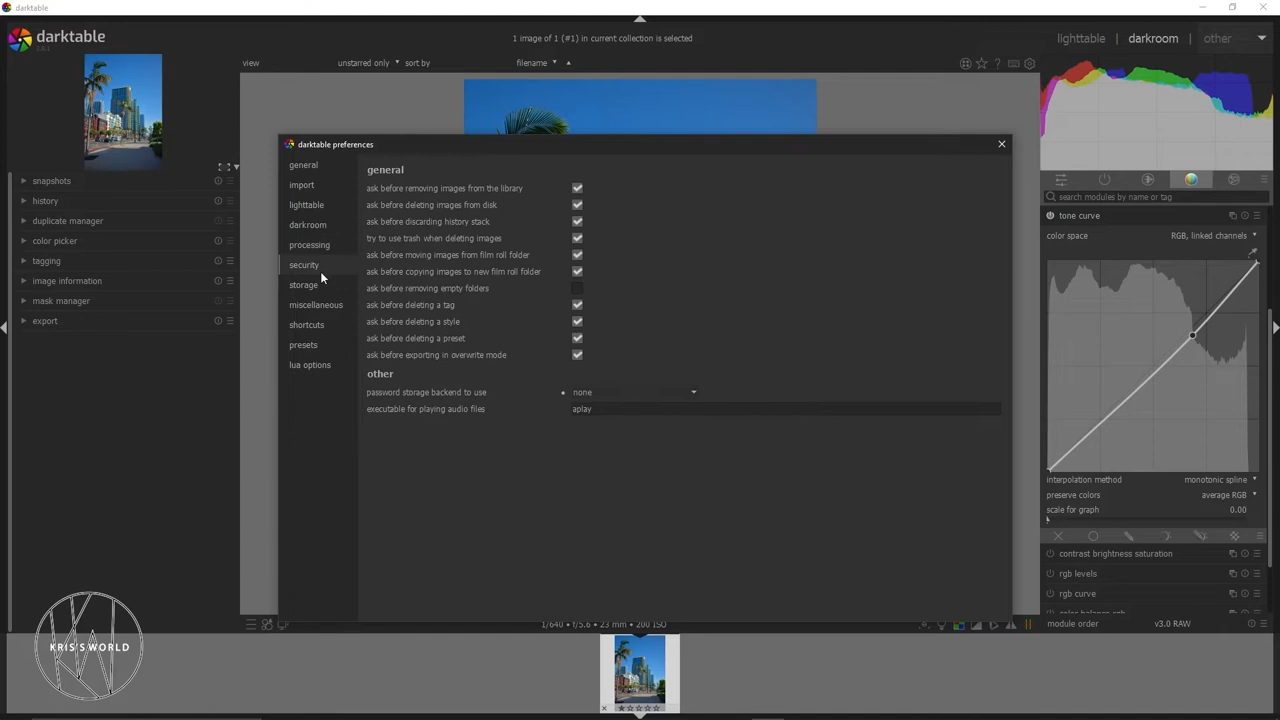 darktable
darktable
3.6.1
1 image of 1 (#1) in current collection is selected
lighttable | darkroom | other
view unstarred only sort by filename
snapshots
history
duplicate manager
color picker
tagging
image information
mask manager
export
darktable preferences
general
import
lighttable
darkroom
processing
security
storage
miscellaneous
shortcuts
presets
lua options
general
ask before removing images from the library
ask before deleting images from disk
ask before discarding history stack
try to use trash when deleting images
ask before moving images from film roll folder
ask before copying images to new film roll folder
ask before removing empty folders
ask before deleting a tag
ask before deleting a style
ask before deleting a preset
ask before exporting in overwrite mode
other
password storage backend to use • none
executable for playing audio files aplay
search modules by name or tag
tone curve
color space RGB, linked channels
interpolation method monotonic spline
preserve colors average RGB
scale for graph 0.00
contrast brightness saturation
rgb levels
rgb curve
module order v3.0 RAW
1/640 • f/5.6 • 23 mm • 200 ISO
KRIS'S WORLD